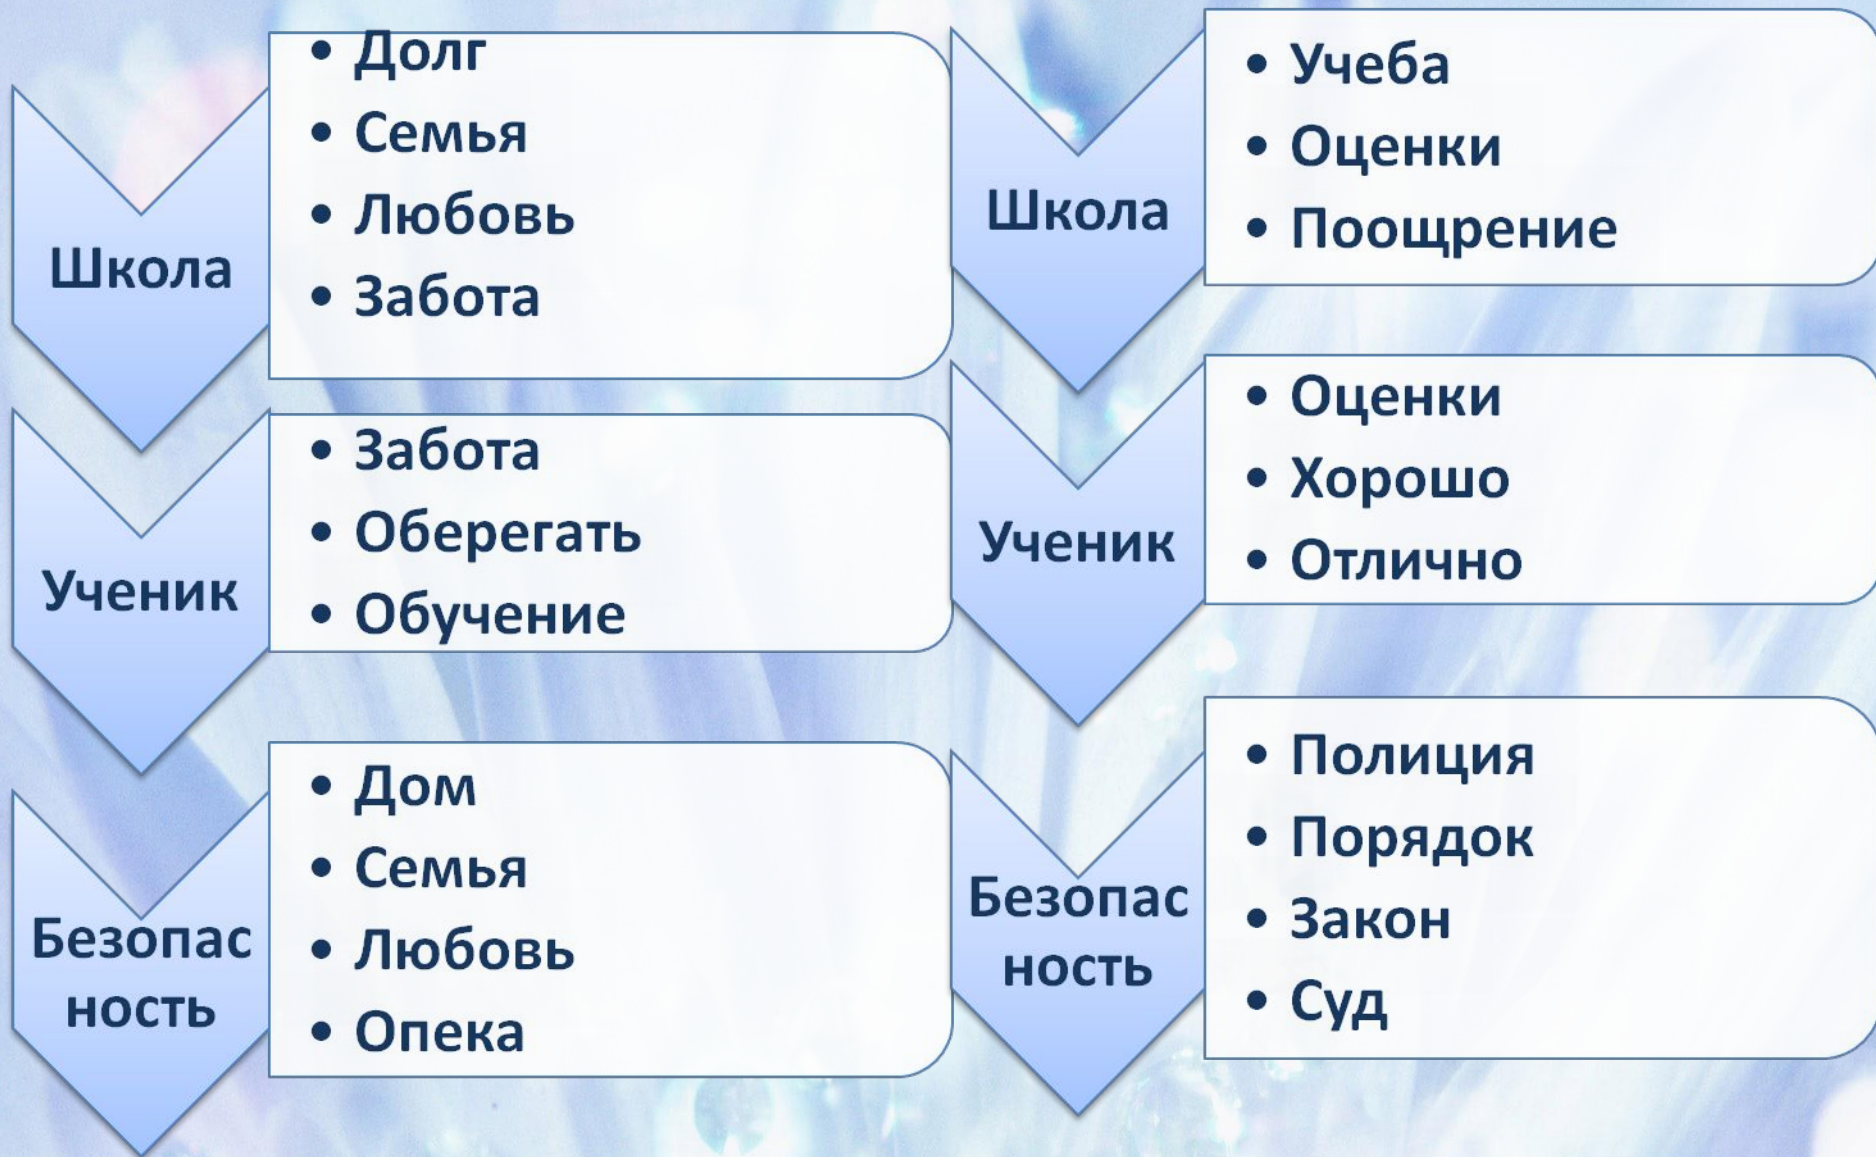 Школа
• Долг
• Семья
• Любовь
• Забота
Ученик
• Забота
• Оберегать
• Обучение
Безопас
ность
• Дом
• Семья
• Любовь
• Опека
Школа
• Учеба
• Оценки
• Поощрение
Ученик
• Оценки
• Хорошо
• Отлично
Безопас
ность
• Полиция
• Порядок
• Закон
• Суд